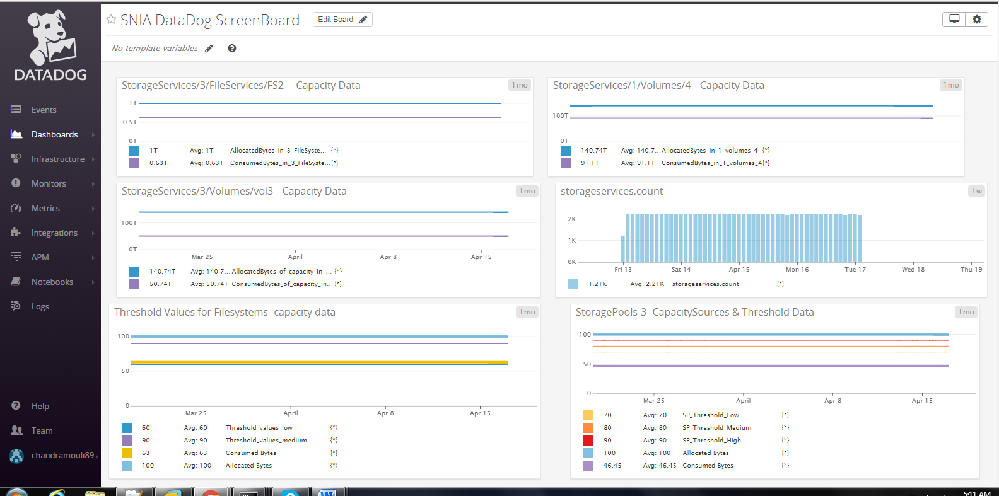 DATADOG
Events
Dashboards
Infrastructure
Monitors
Metrics
Integrations
APM
Notebooks
Logs
Help
Team
chandramouli89...
SNIA DataDog ScreenBoard
Edit Board
No template variables
StorageServices/3/FileServices/FS2--- Capacity Data
1mo
1T
0.5T
0T
1T Avg: 1T AllocatedBytes_in_3_FileSyste... {*}
0.63T Avg: 0.63T ConsumedBytes_in_3_FileSyste... {*}
StorageServices/1/Volumes/4 --Capacity Data
1mo
100T
0T
140.74T Avg: 140.7... AllocatedBytes_in_1_volumes_4 {*}
91.1T Avg: 91.1T ConsumedBytes_in_1_volumes_4 {*}
StorageServices/3/Volumes/vol3 --Capacity Data
1mo
100T
0T
Mar 25 April Apr 8 Apr 15
140.74T Avg: 140.7... AllocatedBytes_of_capacity_in_... {*}
50.74T Avg: 50.74T ConsumedBytes_of_capacity_in... {*}
storageservices.count
1w
2K
1K
0K
Fri 13 Sat 14 Apr 15 Mon 16 Tue 17 Wed 18 Thu 19
1.21K Avg: 2.21K storageservices.count {*}
Threshold Values for Filesystems- capacity data
1mo
100
50
0
Mar 25 April Apr 8 Apr 15
60 Avg: 60 Threshold_values_low {*}
90 Avg: 90 Threshold_values_medium {*}
63 Avg: 63 Consumed Bytes {*}
100 Avg: 100 Allocated Bytes {*}
StoragePools-3- CapacitySources & Threshold Data
1mo
100
50
0
Mar 25 April Apr 8 Apr 15
70 Avg: 70 SP_Threshold_Low {*}
80 Avg: 80 SP_Threshold_Medium {*}
90 Avg: 90 SP_Threshold_High {*}
100 Avg: 100 Allocated Bytes {*}
46.45 Avg: 46.45 Consumed Bytes {*}
5:11 AM